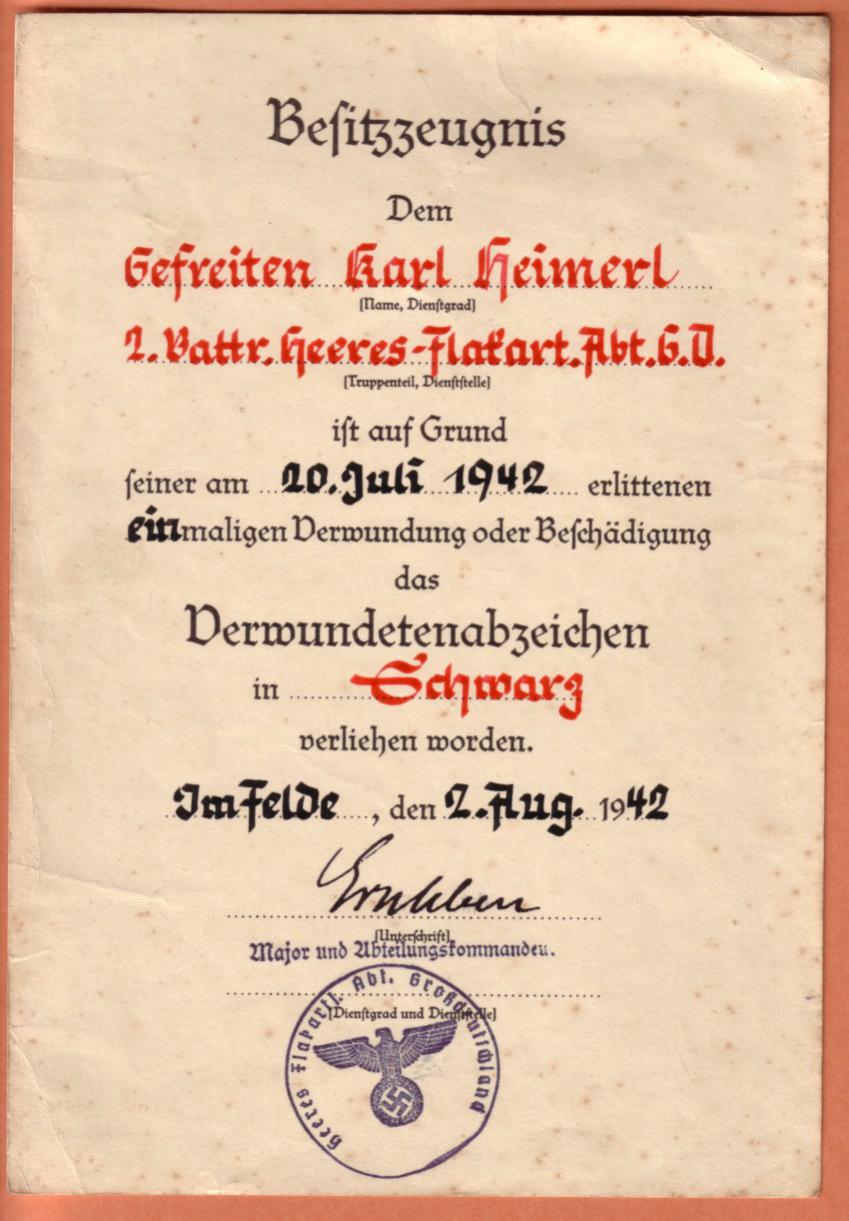 Besitzzeugnis
Dem
Gefreiten Karl Heimerl
(Name, Dienstgrad)
2. Battr. Heeres-Flakart. Abt. G.D.
(Truppenteil, Dienststelle)
ist auf Grund
seiner am 20. Juli 1942 erlittenen
einmaligen Verwundung oder Beschädigung
das
Verwundetenabzeichen
in Schwarz
verliehen worden.
Im Felde, den 2. Aug. 1942
(Unterschrift)
Major und Abteilungskommandeu.
(Dienstgrad und Dienststelle)
Heeres Flakartl. Abt. Großdeutschland